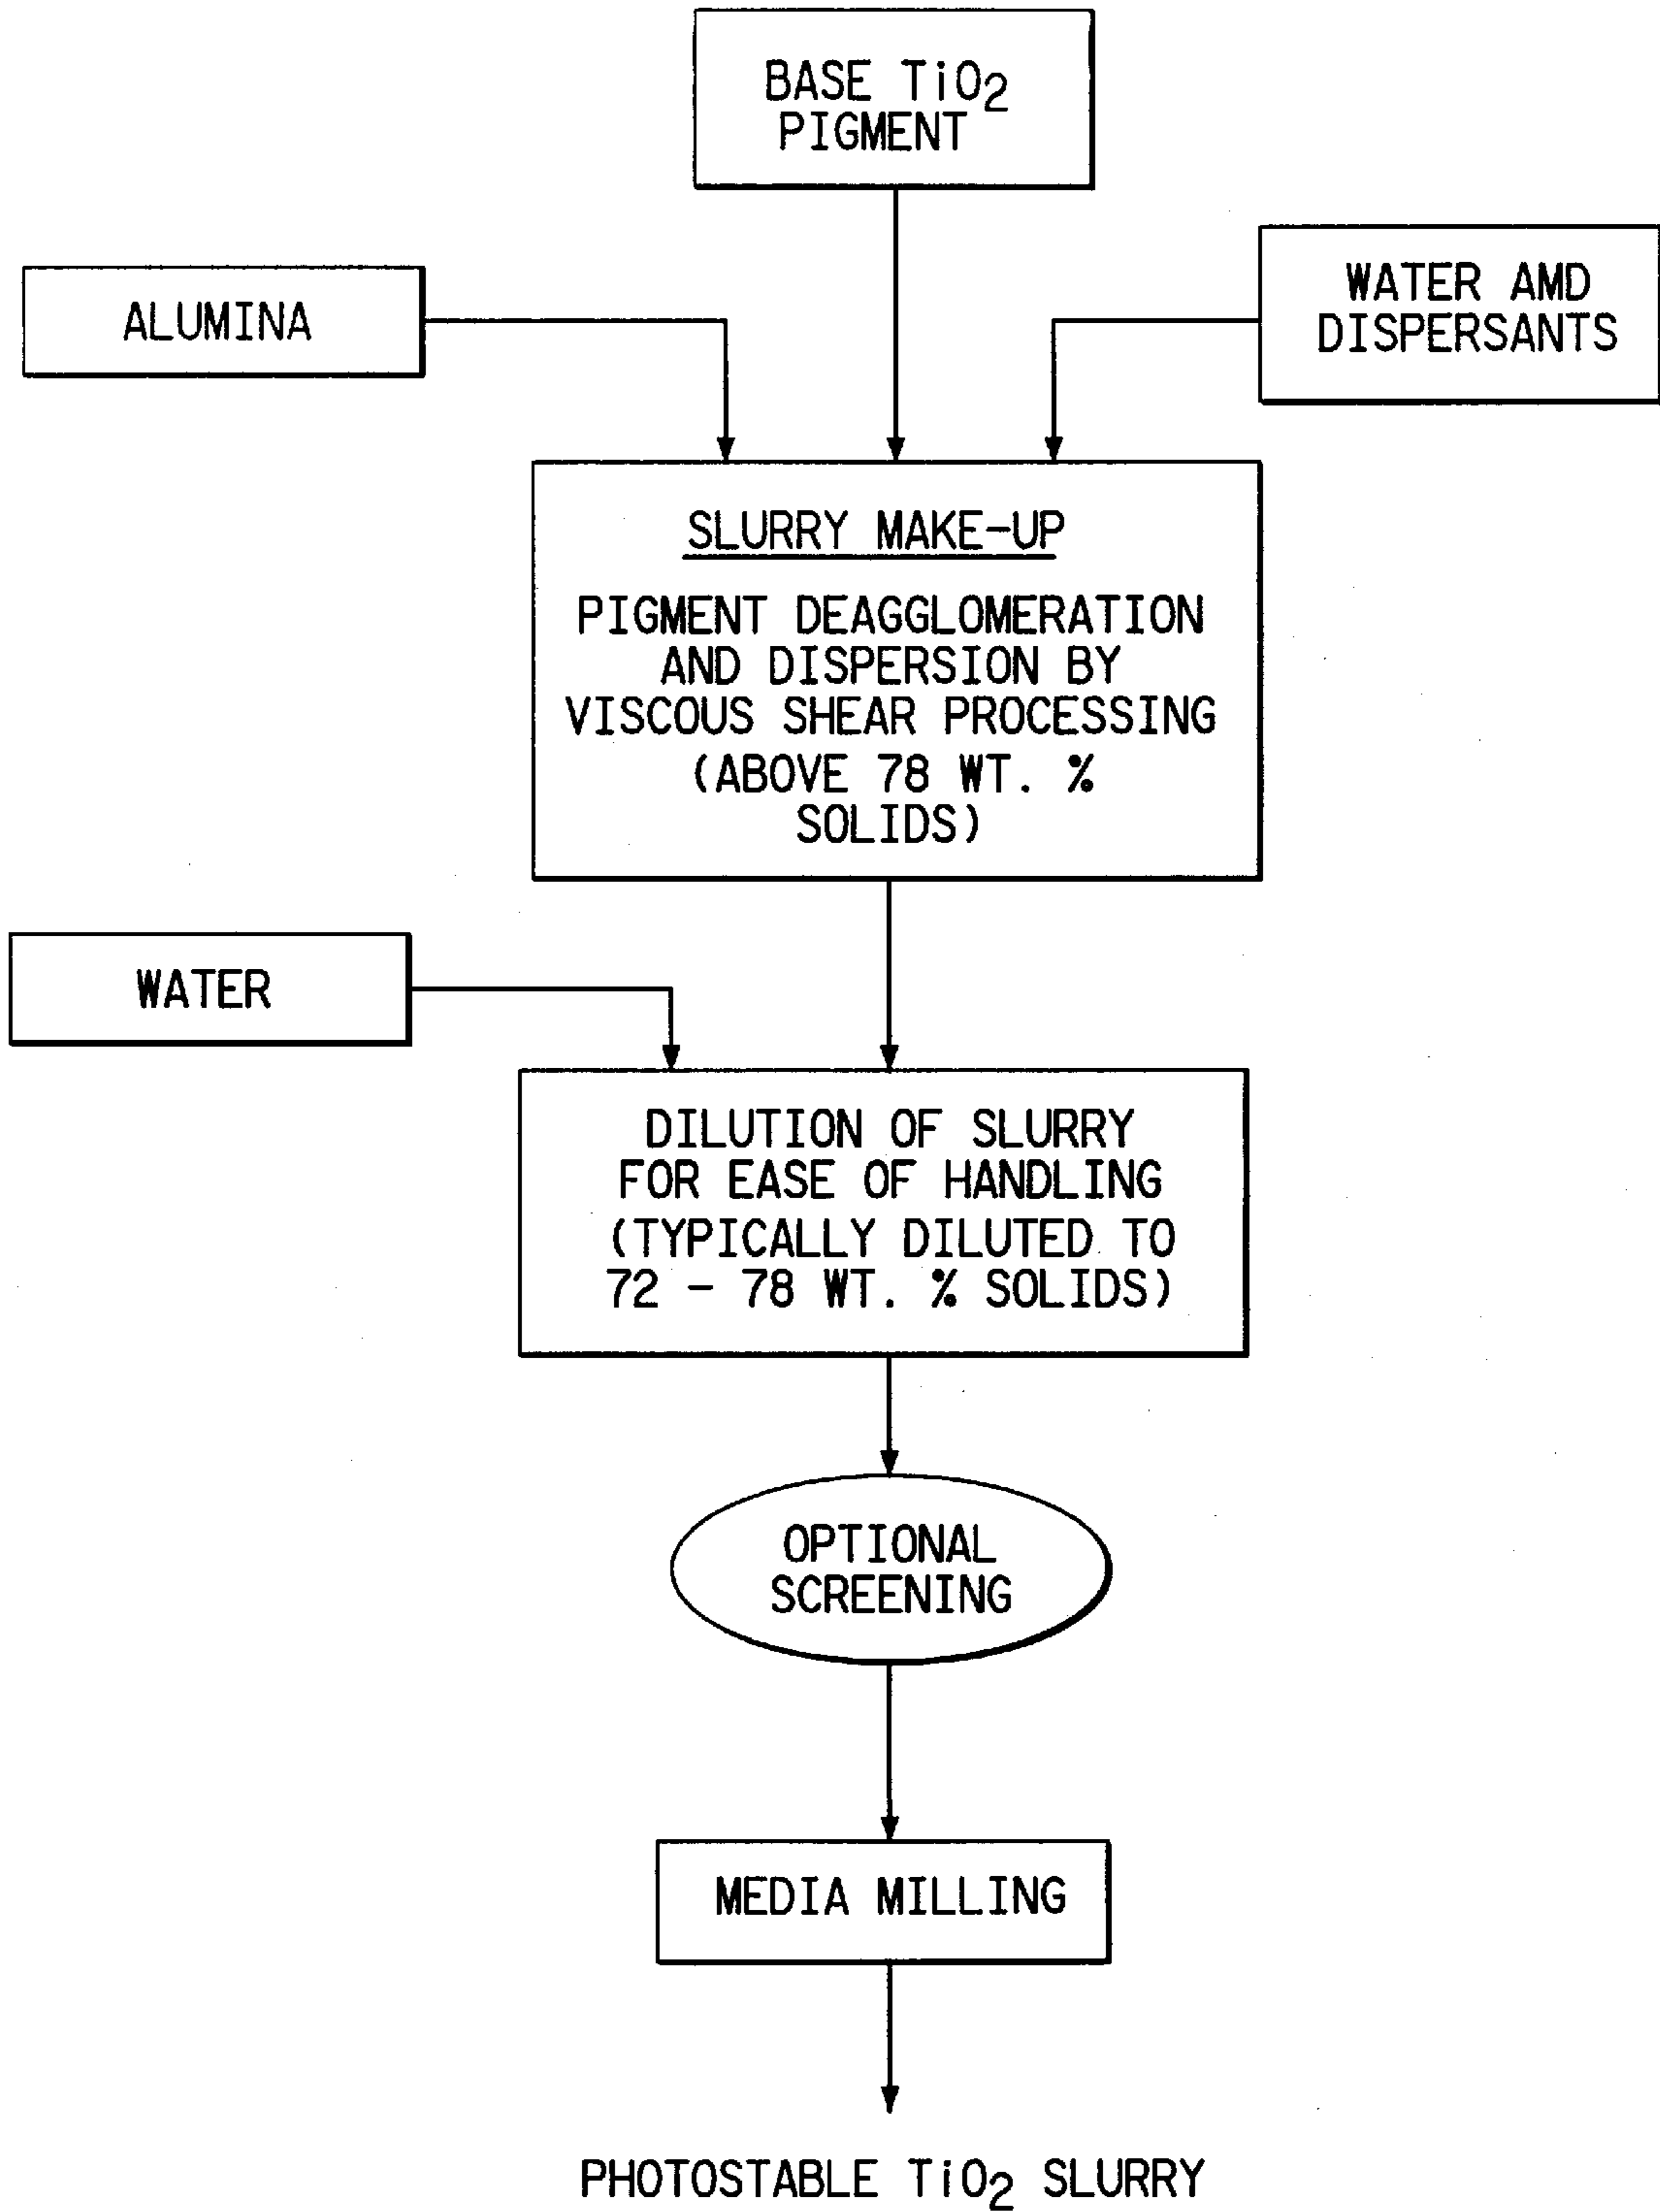 BASE TiO2
PIGMENT
ALUMINA
WATER AMD
DISPERSANTS
SLURRY MAKE-UP
PIGMENT DEAGGLOMERATION
AND DISPERSION BY
VISCOUS SHEAR PROCESSING
(ABOVE 78 WT. %
SOLIDS)
WATER
DILUTION OF SLURRY
FOR EASE OF HANDLING
(TYPICALLY DILUTED TO
72 - 78 WT. % SOLIDS)
OPTIONAL
SCREENING
MEDIA MILLING
PHOTOSTABLE TiO2 SLURRY